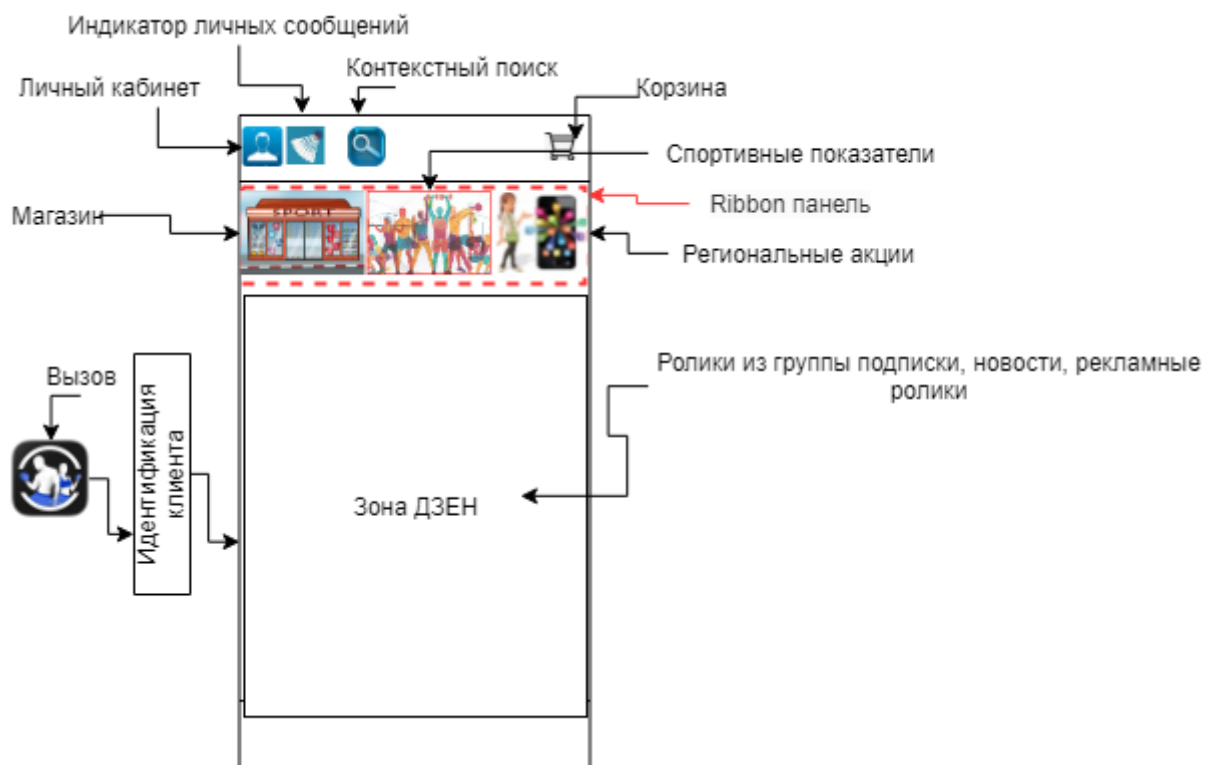 Индикатор личных сообщений
Контекстный поиск
Личный кабинет
Корзина
Спортивные показатели
Ribbon панель
SPORT
Магазин
Региональные акции
Ролики из группы подписки, новости, рекламные
ролики
Вызов
Идентификация
клиента
Зона ДЗЕН